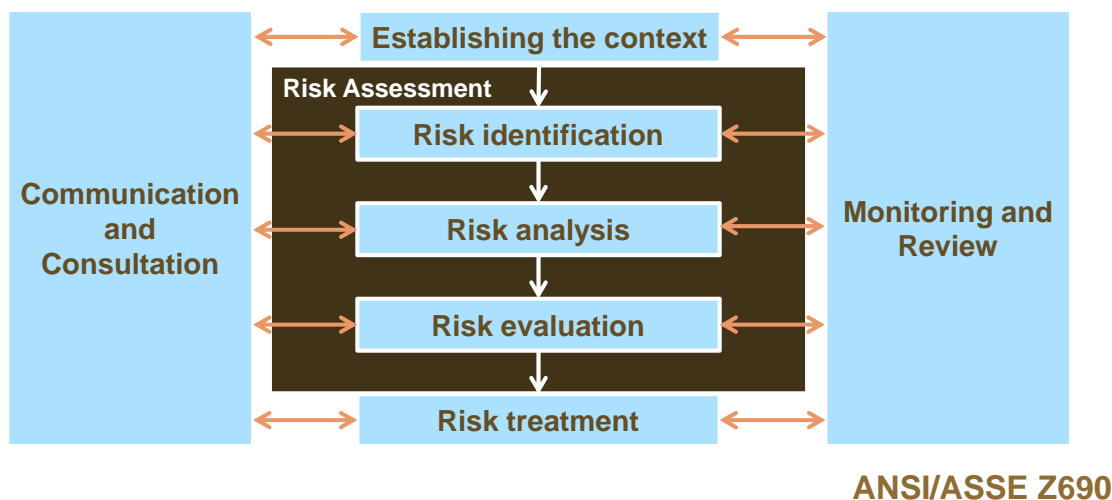 Establishing the context
Risk Assessment
Risk identification
Communication
and
Consultation
Risk analysis
Monitoring and
Review
Risk evaluation
Risk treatment
ANSI/ASSE Z690